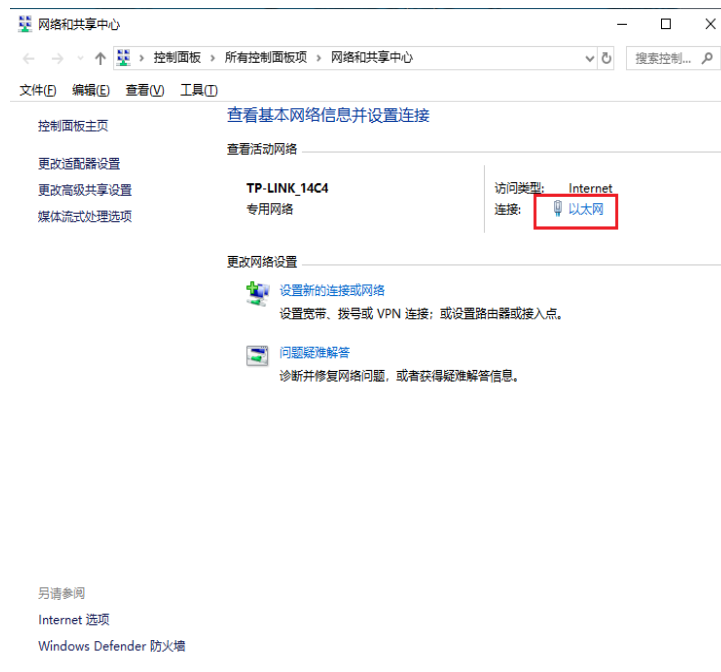 网络和共享中心
控制面板 › 所有控制面板项 › 网络和共享中心
搜索控制...
文件(F) 编辑(E) 查看(V) 工具(T)
控制面板主页
更改适配器设置
更改高级共享设置
媒体流式处理选项
查看基本网络信息并设置连接
查看活动网络
TP-LINK_14C4
专用网络
访问类型: Internet
连接: 以太网
更改网络设置
设置新的连接或网络
设置宽带、拨号或 VPN 连接；或设置路由器或接入点。
问题疑难解答
诊断并修复网络问题，或者获得疑难解答信息。
另请参阅
Internet 选项
Windows Defender 防火墙